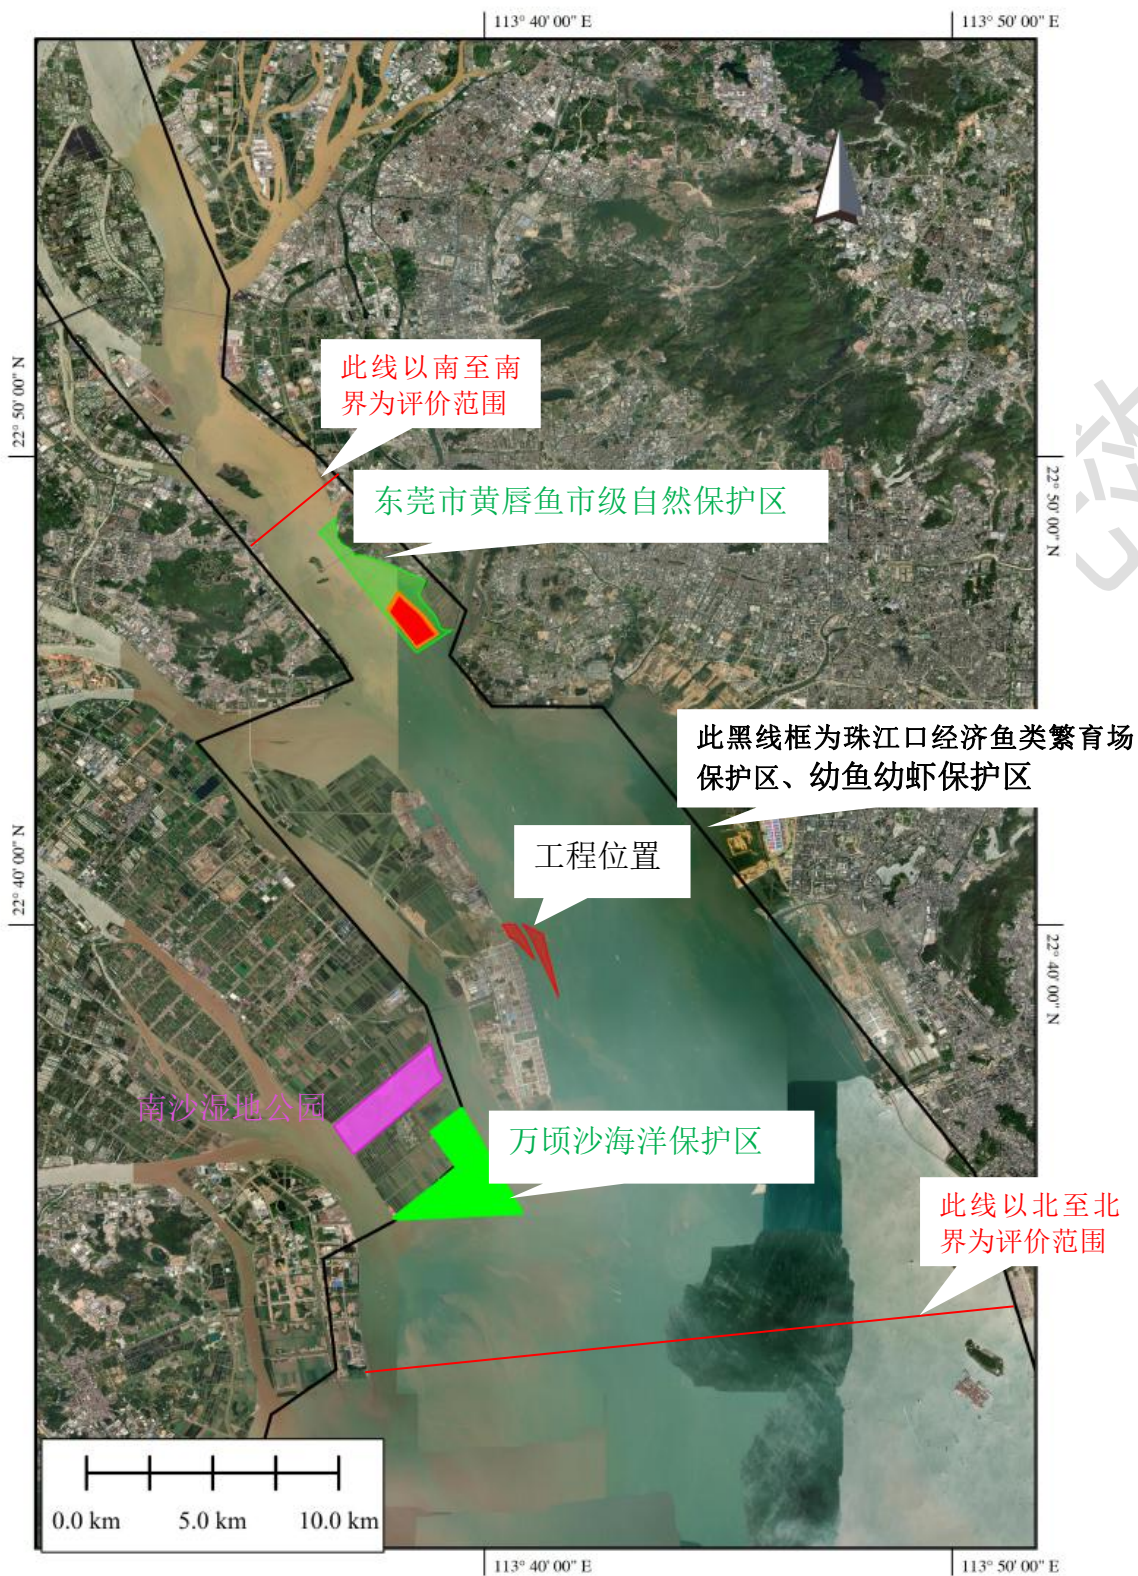 113° 40' 00" E
113° 50' 00" E
此线以南至南
界为评价范围
22° 50' 00" N
22° 50' 00" N
东莞市黄唇鱼市级自然保护区
此黑线框为珠江口经济鱼类繁育场
保护区、幼鱼幼虾保护区
工程位置
22° 40' 00" N
22° 40' 00" N
南沙湿地公园
万顷沙海洋保护区
此线以北至北
界为评价范围
0.0 km
5.0 km
10.0 km
113° 40' 00" E
113° 50' 00" E